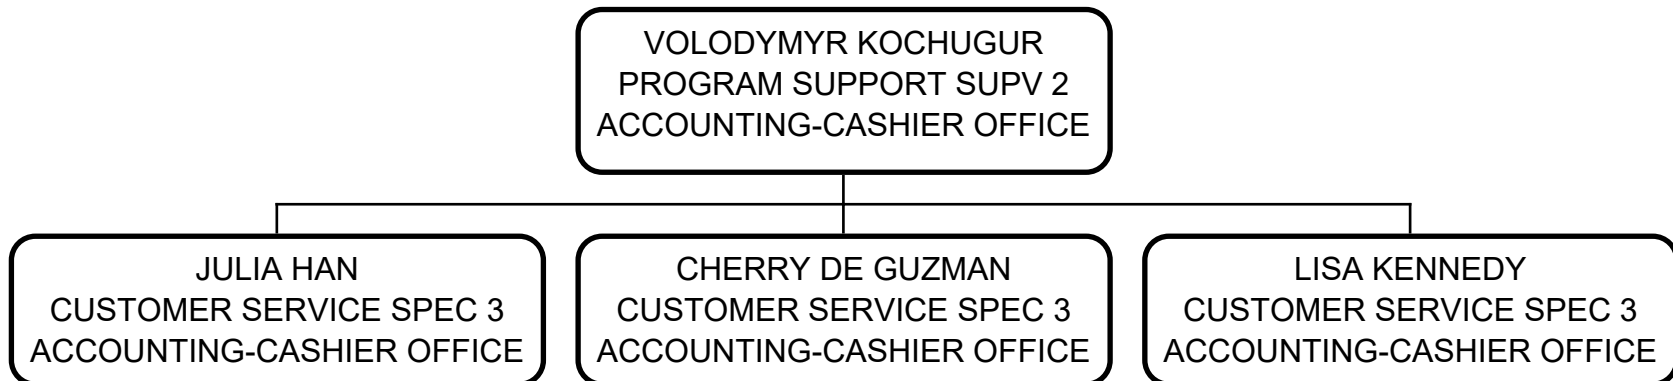 VOLODYMYR KOCHUGUR
PROGRAM SUPPORT SUPV 2
ACCOUNTING-CASHIER OFFICE
JULIA HAN
CUSTOMER SERVICE SPEC 3
ACCOUNTING-CASHIER OFFICE
CHERRY DE GUZMAN
CUSTOMER SERVICE SPEC 3
ACCOUNTING-CASHIER OFFICE
LISA KENNEDY
CUSTOMER SERVICE SPEC 3
ACCOUNTING-CASHIER OFFICE